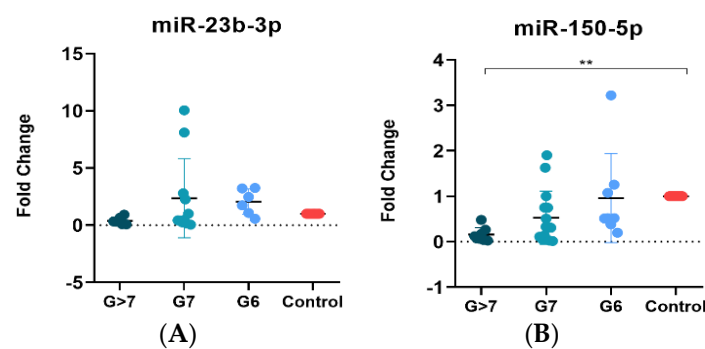 miR-23b-3p
Fold Change
15
10
5
0
-5
G>7 G7 G6 Control
(A)
miR-150-5p
**
Fold Change
4
3
2
1
0
-1
G>7 G7 G6 Control
(B)